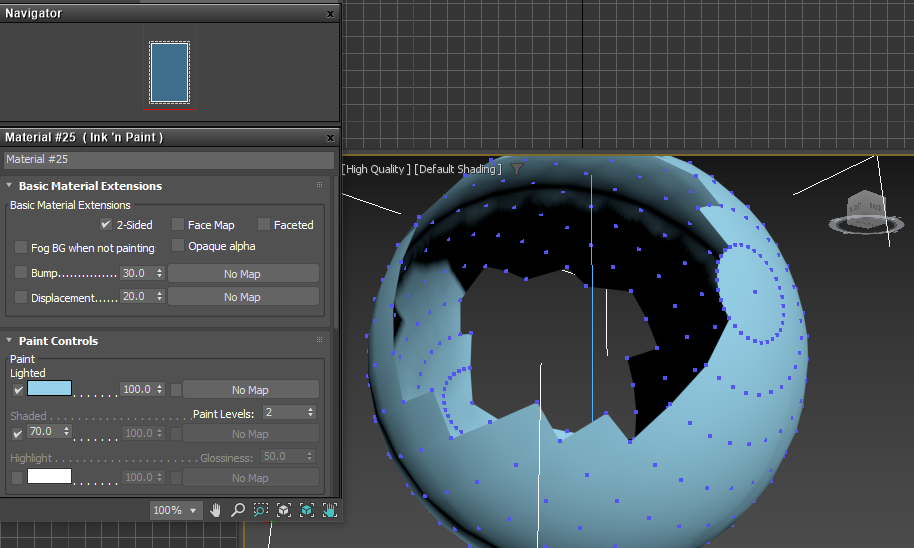 Navigator x
Material #25 ( Ink 'n Paint ) x
Material #25
Basic Material Extensions
Basic Material Extensions
2-Sided Face Map Faceted
Fog BG when not painting Opaque alpha
Bump............... 30.0 No Map
Displacement...... 20.0 No Map
Paint Controls
Paint
Lighted
. . . . . . . 100.0 No Map
Shaded . . . . . . . . . . . . . . . . . Paint Levels: 2
70.0 . . . . . . . 100.0 No Map
Highlight . . . . . . . . . . . . . . . . Glossiness: 50.0
. . . . . . . 100.0 No Map
100%
[High Quality ] [Default Shading ]